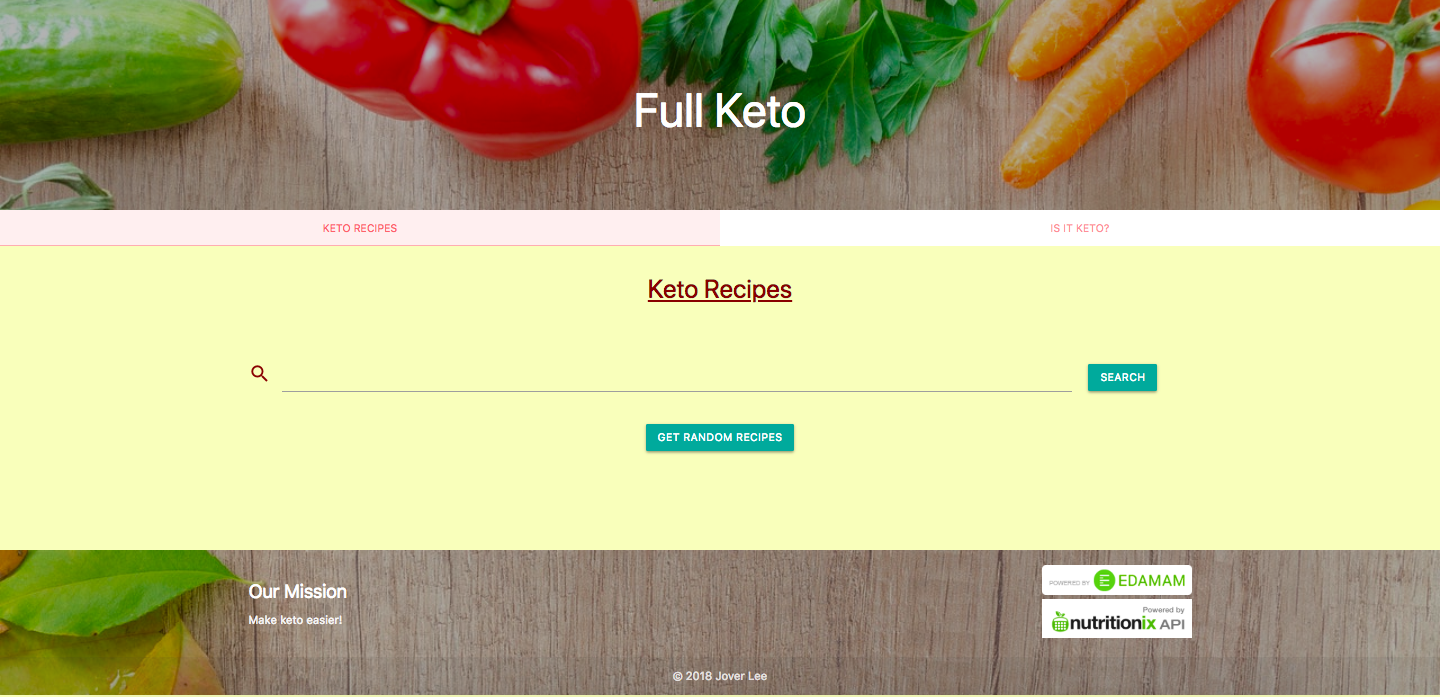 Full Keto
KETO RECIPES
IS IT KETO?
Keto Recipes
SEARCH
GET RANDOM RECIPES
Our Mission
Make keto easier!
POWERED BY EDAMAM
Powered by
nutritionix API
© 2018 Jover Lee